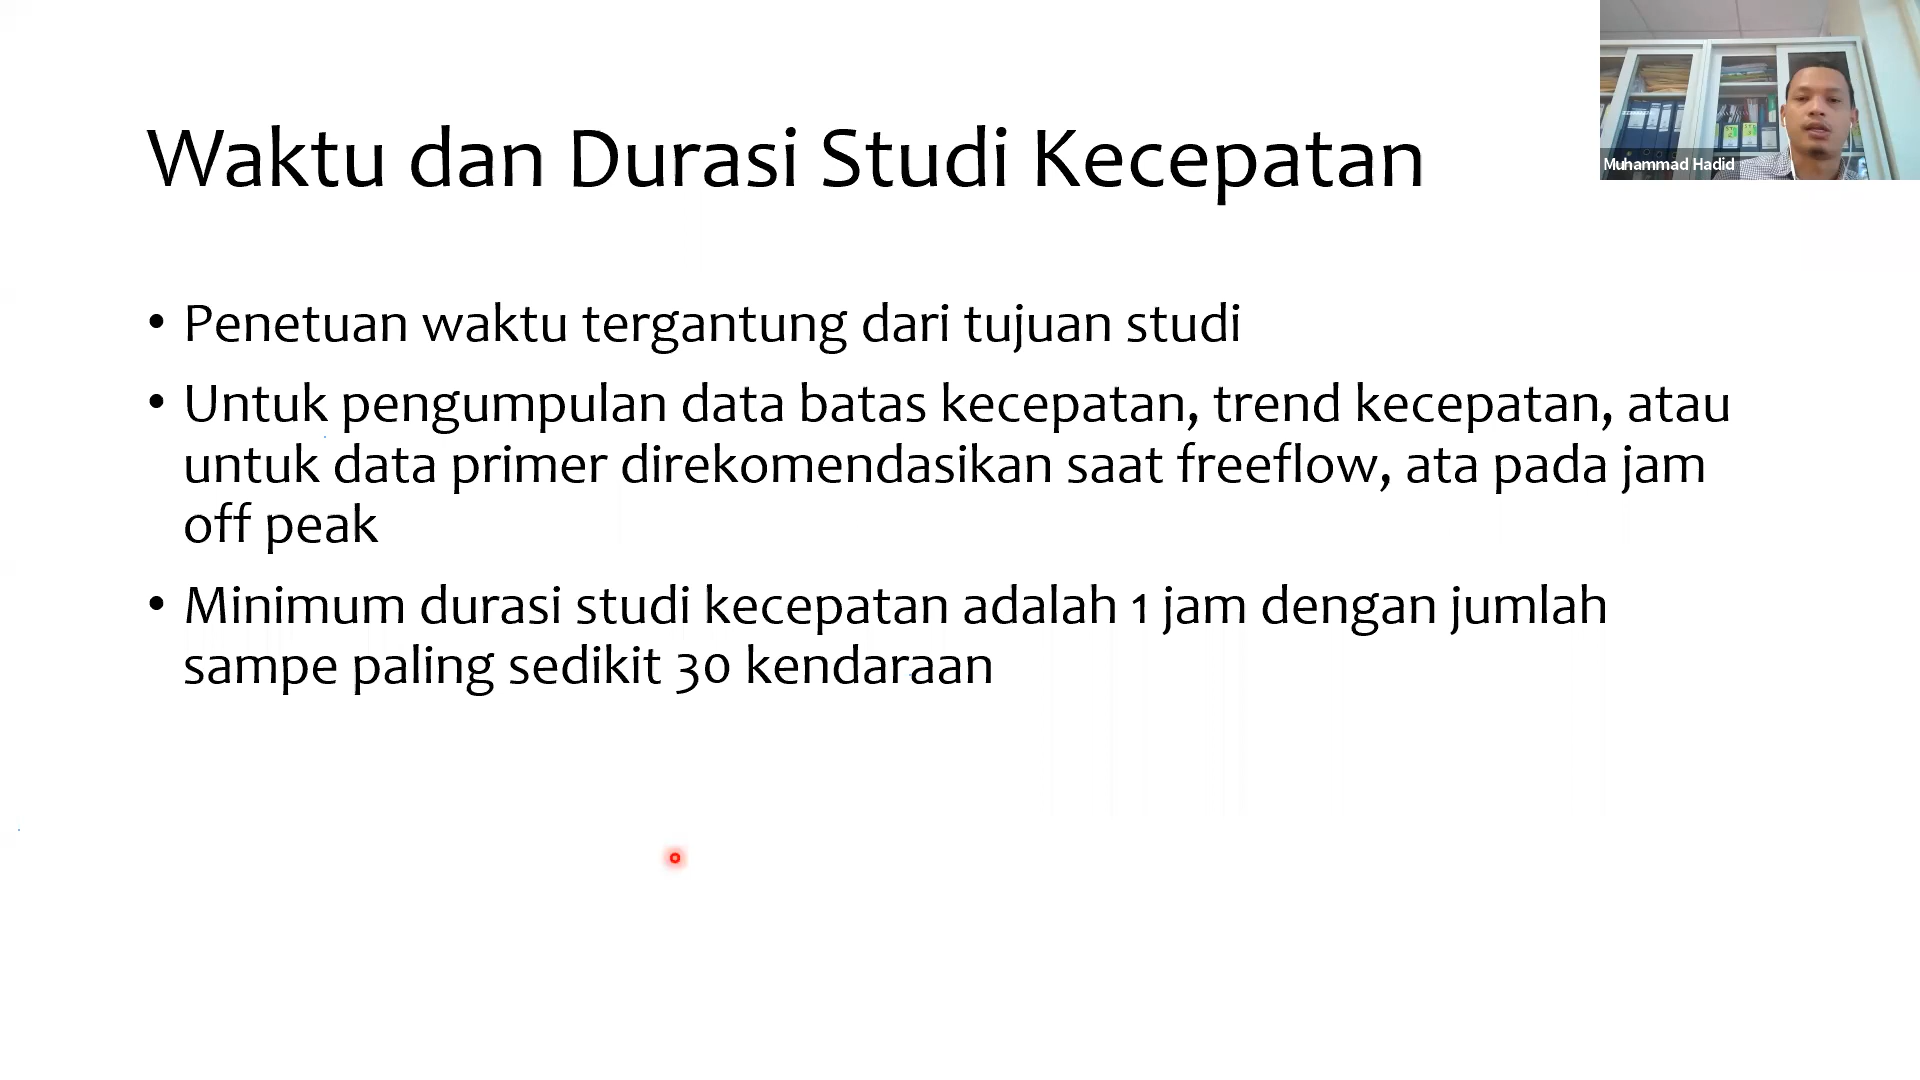 Waktu dan Durasi Studi Kecepatan
Muhammad Hadid
• Penetuan waktu tergantung dari tujuan studi
• Untuk pengumpulan data batas kecepatan, trend kecepatan, atau
untuk data primer direkomendasikan saat freeflow, ata pada jam
off peak
• Minimum durasi studi kecepatan adalah 1 jam dengan jumlah
sampe paling sedikit 30 kendaraan